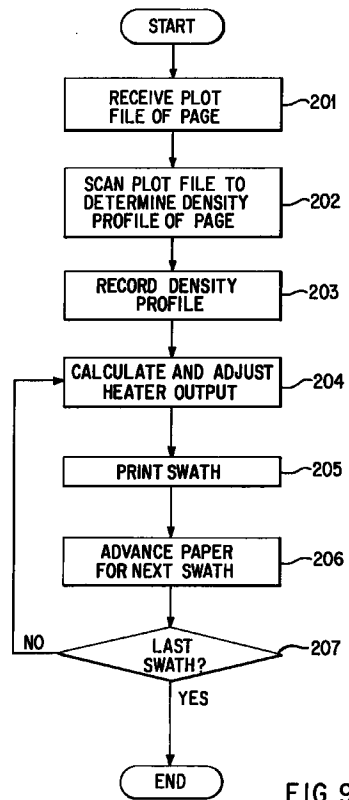 START
RECEIVE PLOT
FILE OF PAGE
201
SCAN PLOT FILE TO
DETERMINE DENSITY
PROFILE OF PAGE
202
RECORD DENSITY
PROFILE
203
CALCULATE AND ADJUST
HEATER OUTPUT
204
PRINT SWATH
205
ADVANCE PAPER
FOR NEXT SWATH
206
NO
LAST
SWATH?
207
YES
END
FIG 9